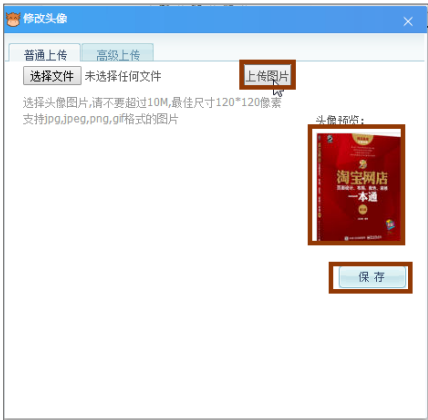 修改头像
普通上传 高级上传
选择文件 未选择任何文件 上传图片
选择头像图片,请不要超过10M,最佳尺寸120*120像素
支持jpg,jpeg,png,gif格式的图片
头像预览:
淘宝网店
一本通
保存